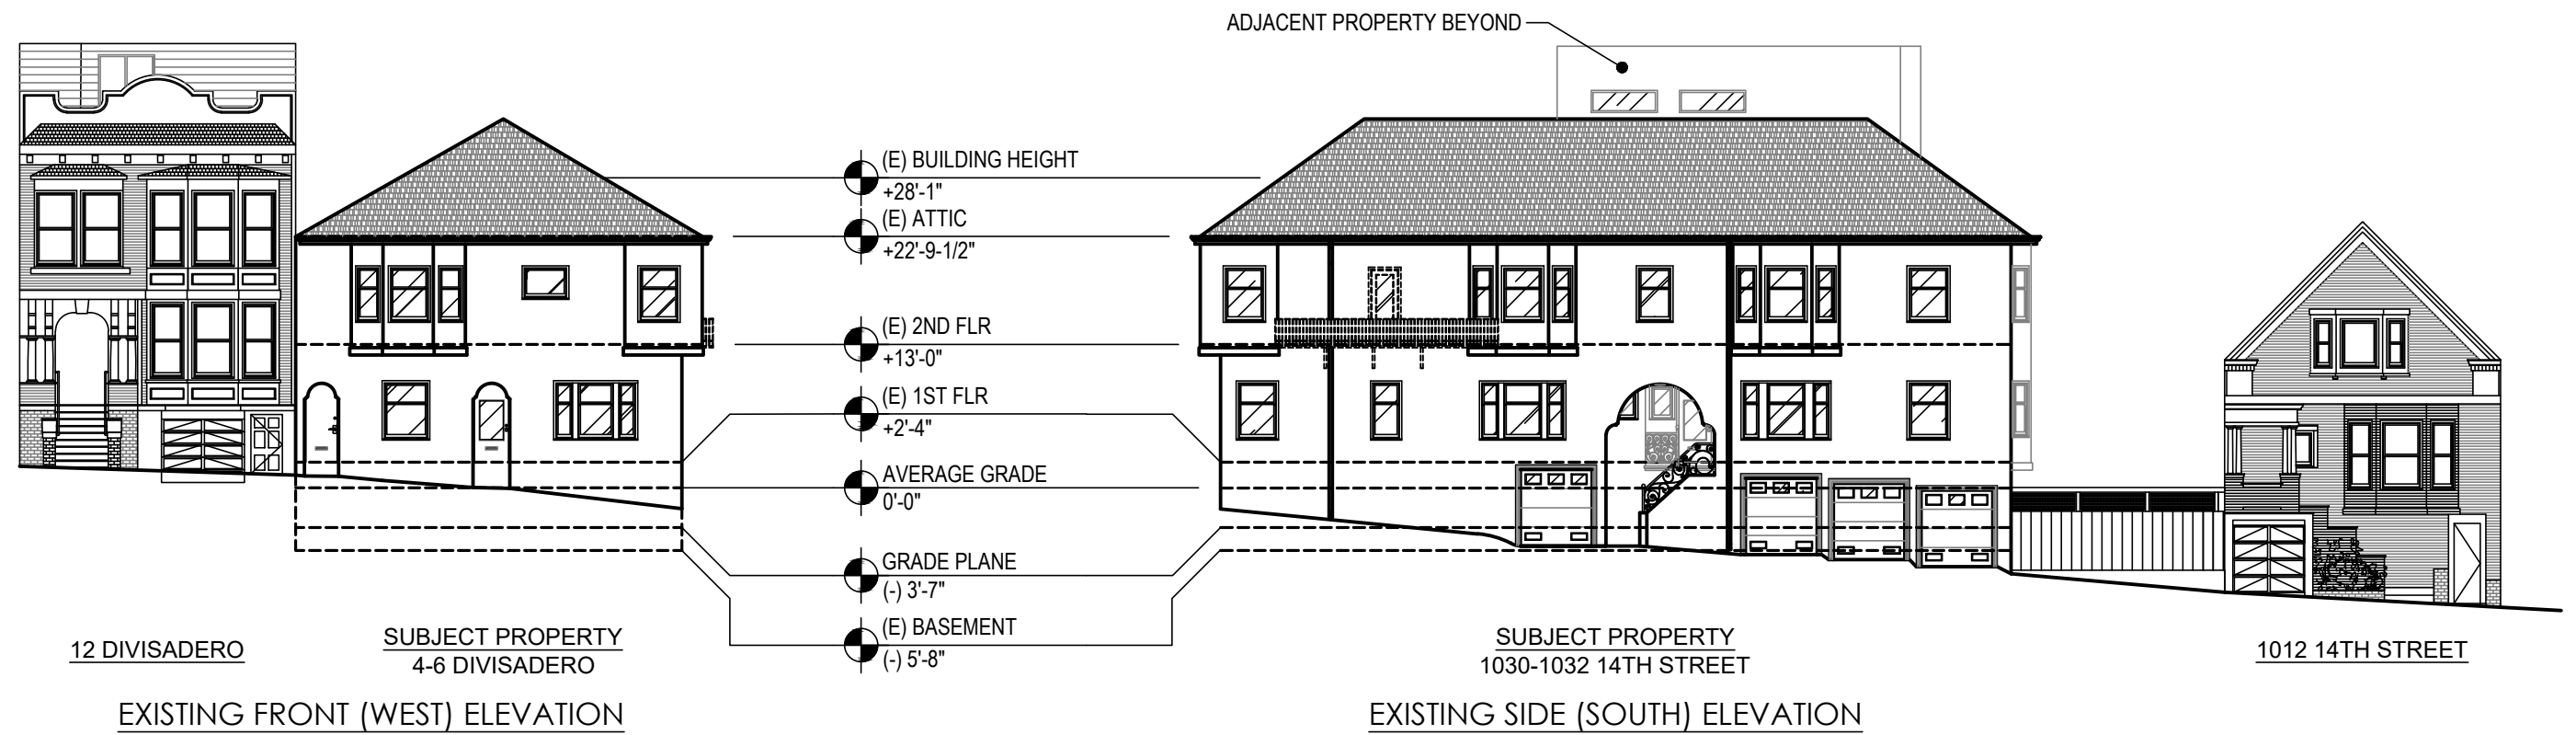 ADJACENT PROPERTY BEYOND
(E) BUILDING HEIGHT
+28'-1"
(E) ATTIC
+22'-9-1/2"
(E) 2ND FLR
+13'-0"
(E) 1ST FLR
+2'-4"
AVERAGE GRADE
0'-0"
GRADE PLANE
(-) 3'-7"
(E) BASEMENT
(-) 5'-8"
12 DIVISADERO
SUBJECT PROPERTY
4-6 DIVISADERO
EXISTING FRONT (WEST) ELEVATION
SUBJECT PROPERTY
1030-1032 14TH STREET
1012 14TH STREET
EXISTING SIDE (SOUTH) ELEVATION